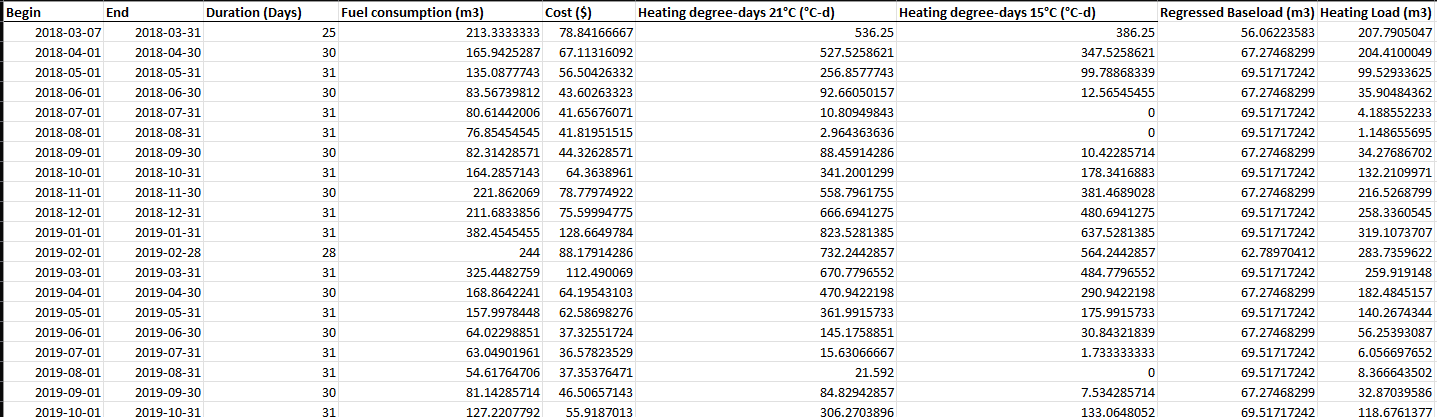 Begin End Duration (Days) Fuel consumption (m3) Cost ($) Heating degree-days 21°C (°C-d) Heating degree-days 15°C (°C-d) Regressed Baseload (m3) Heating Load (m3)
2018-03-07 2018-03-31 25 213.3333333 78.84166667 536.25 386.25 56.06223583 207.7905047
2018-04-01 2018-04-30 30 165.9425287 67.11316092 527.5258621 347.5258621 67.27468299 204.4100049
2018-05-01 2018-05-31 31 135.0877743 56.50426332 256.8577743 99.78868339 69.51717242 99.52933625
2018-06-01 2018-06-30 30 83.56739812 43.60263323 92.66050157 12.56545455 67.27468299 35.90484362
2018-07-01 2018-07-31 31 80.61442006 41.65676071 10.80949843 0 69.51717242 4.188552233
2018-08-01 2018-08-31 31 76.85454545 41.81951515 2.964363636 0 69.51717242 1.148655695
2018-09-01 2018-09-30 30 82.31428571 44.32628571 88.45914286 10.42285714 67.27468299 34.27686702
2018-10-01 2018-10-31 31 164.2857143 64.3638961 341.2001299 178.3416883 69.51717242 132.2109971
2018-11-01 2018-11-30 30 221.862069 78.77974922 558.7961755 381.4689028 67.27468299 216.5268799
2018-12-01 2018-12-31 31 211.6833856 75.59994775 666.6941275 480.6941275 69.51717242 258.3360545
2019-01-01 2019-01-31 31 382.4545455 128.6649784 823.5281385 637.5281385 69.51717242 319.1073707
2019-02-01 2019-02-28 28 244 88.17914286 732.2442857 564.2442857 62.78970412 283.7359622
2019-03-01 2019-03-31 31 325.4482759 112.490069 670.7796552 484.7796552 69.51717242 259.919148
2019-04-01 2019-04-30 30 168.8642241 64.19543103 470.9422198 290.9422198 67.27468299 182.4845157
2019-05-01 2019-05-31 31 157.9978448 62.58698276 361.9915733 175.9915733 69.51717242 140.2674344
2019-06-01 2019-06-30 30 64.02298851 37.32551724 145.1758851 30.84321839 67.27468299 56.25393087
2019-07-01 2019-07-31 31 63.04901961 36.57823529 15.63066667 1.733333333 69.51717242 6.056697652
2019-08-01 2019-08-31 31 54.61764706 37.35376471 21.592 0 69.51717242 8.366643502
2019-09-01 2019-09-30 30 81.14285714 46.50657143 84.82942857 7.534285714 67.27468299 32.87039586
2019-10-01 2019-10-31 31 127.2207792 55.9187013 306.2703896 133.0648052 69.51717242 118.6761377